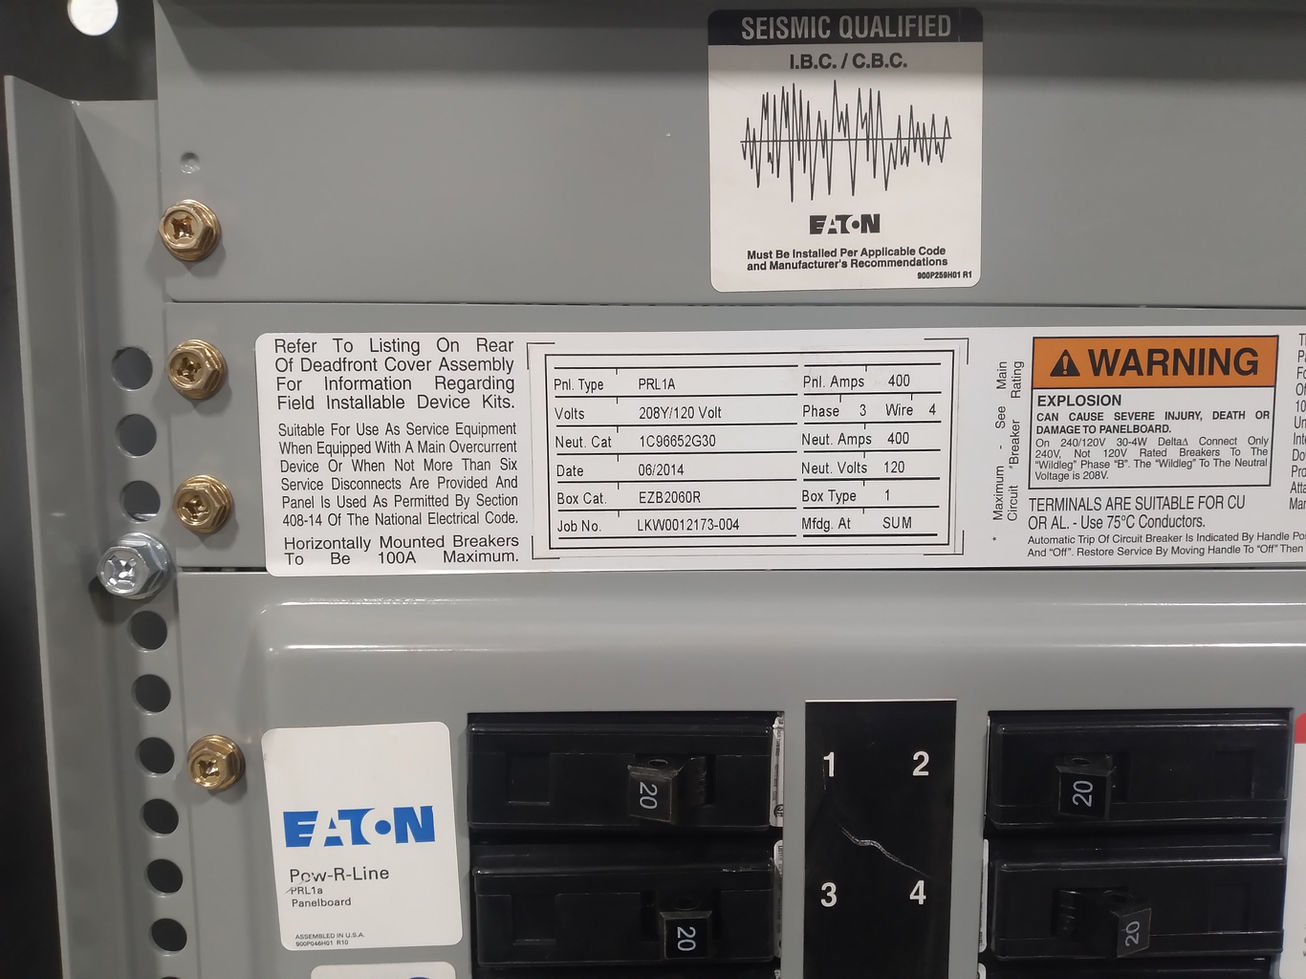 SEISMIC QUALIFIED
I.B.C. / C.B.C.
EATON
Must Be Installed Per Applicable Code
and Manufacturer's Recommendations
900P259H01 R1
Refer To Listing On Rear
Of Deadfront Cover Assembly
For Information Regarding
Field Installable Device Kits.
Suitable For Use As Service Equipment
When Equipped With A Main Overcurrent
Device Or When Not More Than Six
Service Disconnects Are Provided And
Panel Is Used As Permitted By Section
408-14 Of The National Electrical Code.
Horizontally Mounted Breakers
To Be 100A Maximum.
Pnl. Type PRL1A Pnl. Amps 400
Volts 208Y/120 Volt Phase 3 Wire 4
Neut. Cat 1C96652G30 Neut. Amps 400
Date 06/2014 Neut. Volts 120
Box Cat. EZB2060R Box Type 1
Job No. LKW0012173-004 Mfdg. At SUM
* Maximum - See Main
Circuit "Breaker Rating
WARNING
EXPLOSION
CAN CAUSE SEVERE INJURY, DEATH OR
DAMAGE TO PANELBOARD.
On 240/120V 30-4W Delta∆ Connect Only
240V, Not 120V Rated Breakers To The
"Wildleg" Phase "B". The "Wildleg" To The Neutral
Voltage is 208V.
TERMINALS ARE SUITABLE FOR CU
OR AL. - Use 75°C Conductors.
Automatic Trip Of Circuit Breaker Is Indicated By Handle
And "Off". Restore Service By Moving Handle To "Off" Then
EATON
Pow-R-Line
PRL1a
Panelboard
ASSEMBLED IN U.S.A.
900P046H01 R10
20
1 2
20
20
3 4
20